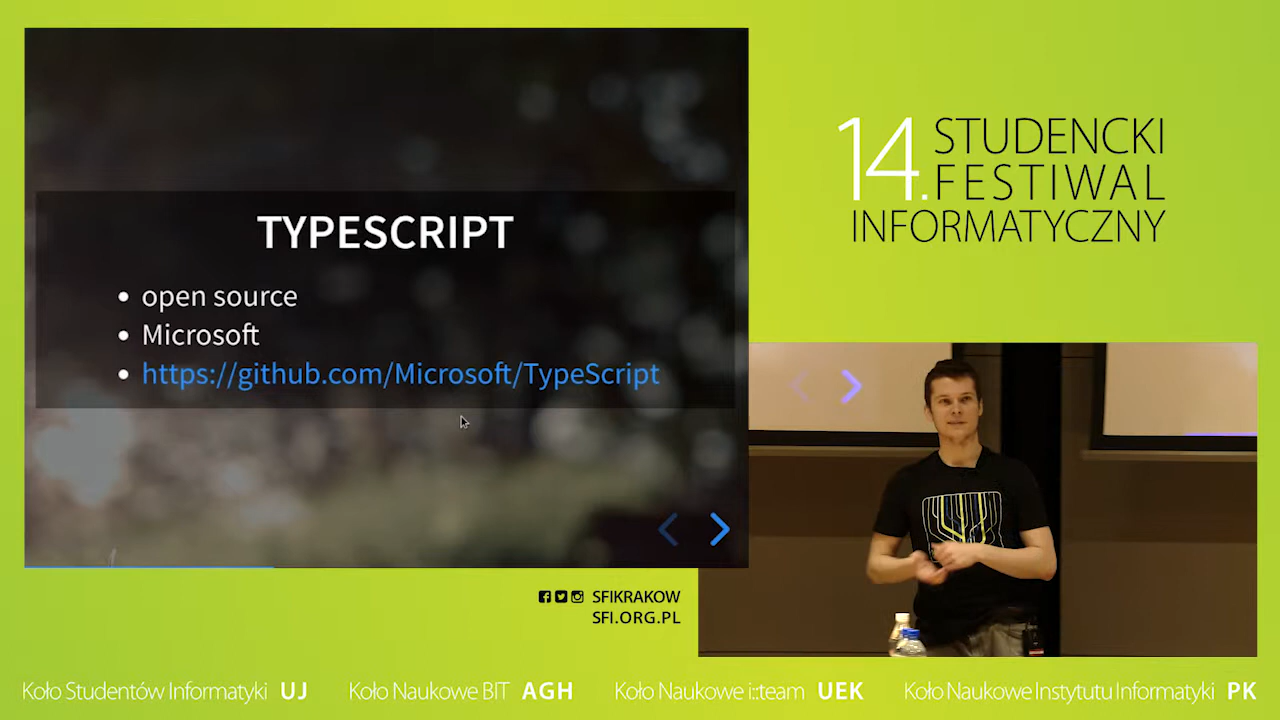 TYPESCRIPT
open source
Microsoft
https://github.com/Microsoft/TypeScript
14. STUDENCKI
FESTIWAL
INFORMATYCZNY
SFIKRAKOW
SFI.ORG.PL
Koło Studentów Informatyki UJ
Koło Naukowe BIT AGH
Koło Naukowe i::team UEK
Koło Naukowe Instytutu Informatyki PK